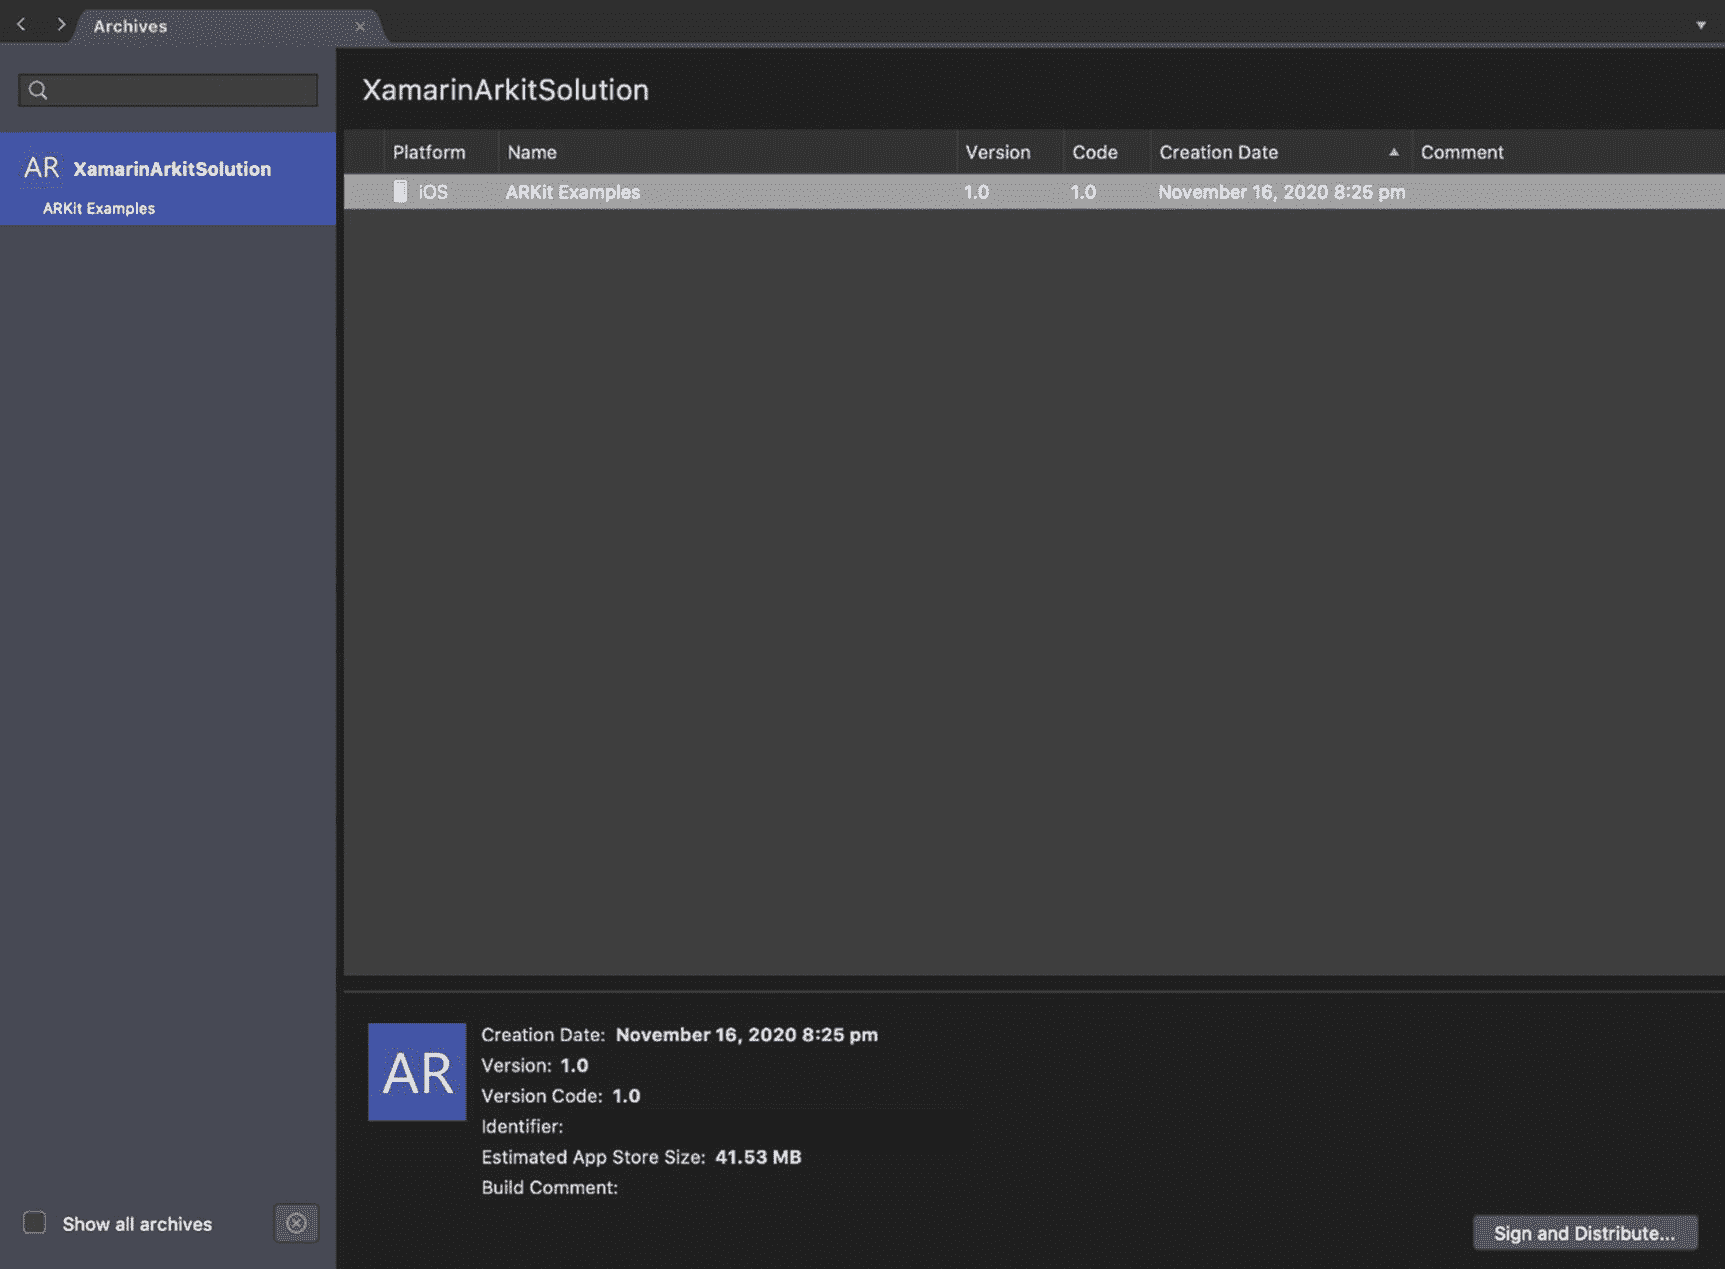 Archives
XamarinArkitSolution
AR XamarinArkitSolution
ARKit Examples
Platform Name Version Code Creation Date Comment
iOS ARKit Examples 1.0 1.0 November 16, 2020 8:25 pm
AR
Creation Date: November 16, 2020 8:25 pm
Version: 1.0
Version Code: 1.0
Identifier:
Estimated App Store Size: 41.53 MB
Build Comment:
Show all archives
Sign and Distribute...